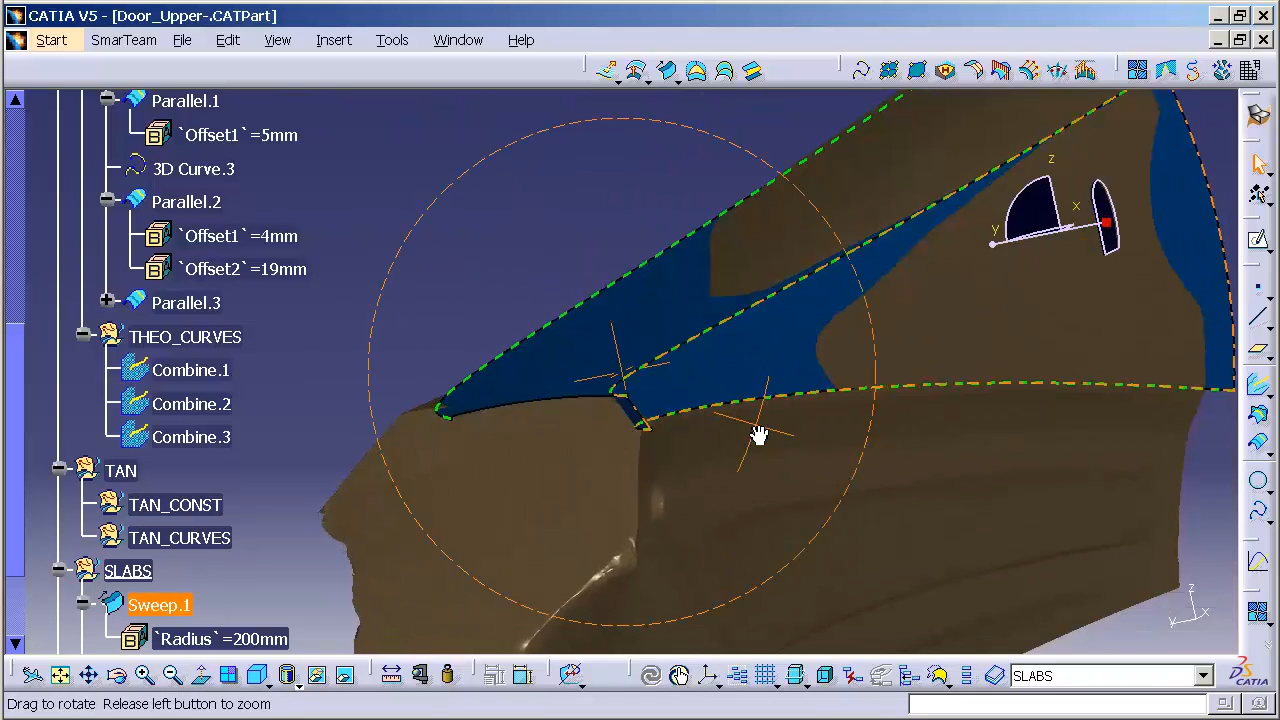 CATIA V5 - [Door_Upper-.CATPart]
Start SmarTeam File Edit View Insert Tools Window Help
Parallel.1
`Offset1`=5mm
3D Curve.3
Parallel.2
`Offset1`=4mm
`Offset2`=19mm
Parallel.3
THEO_CURVES
Combine.1
Combine.2
Combine.3
TAN
TAN_CONST
TAN_CURVES
SLABS
Sweep.1
`Radius`=200mm
z
x
y
z
x
y
SLABS
CATIA
Drag to rotate Release left button to zoom